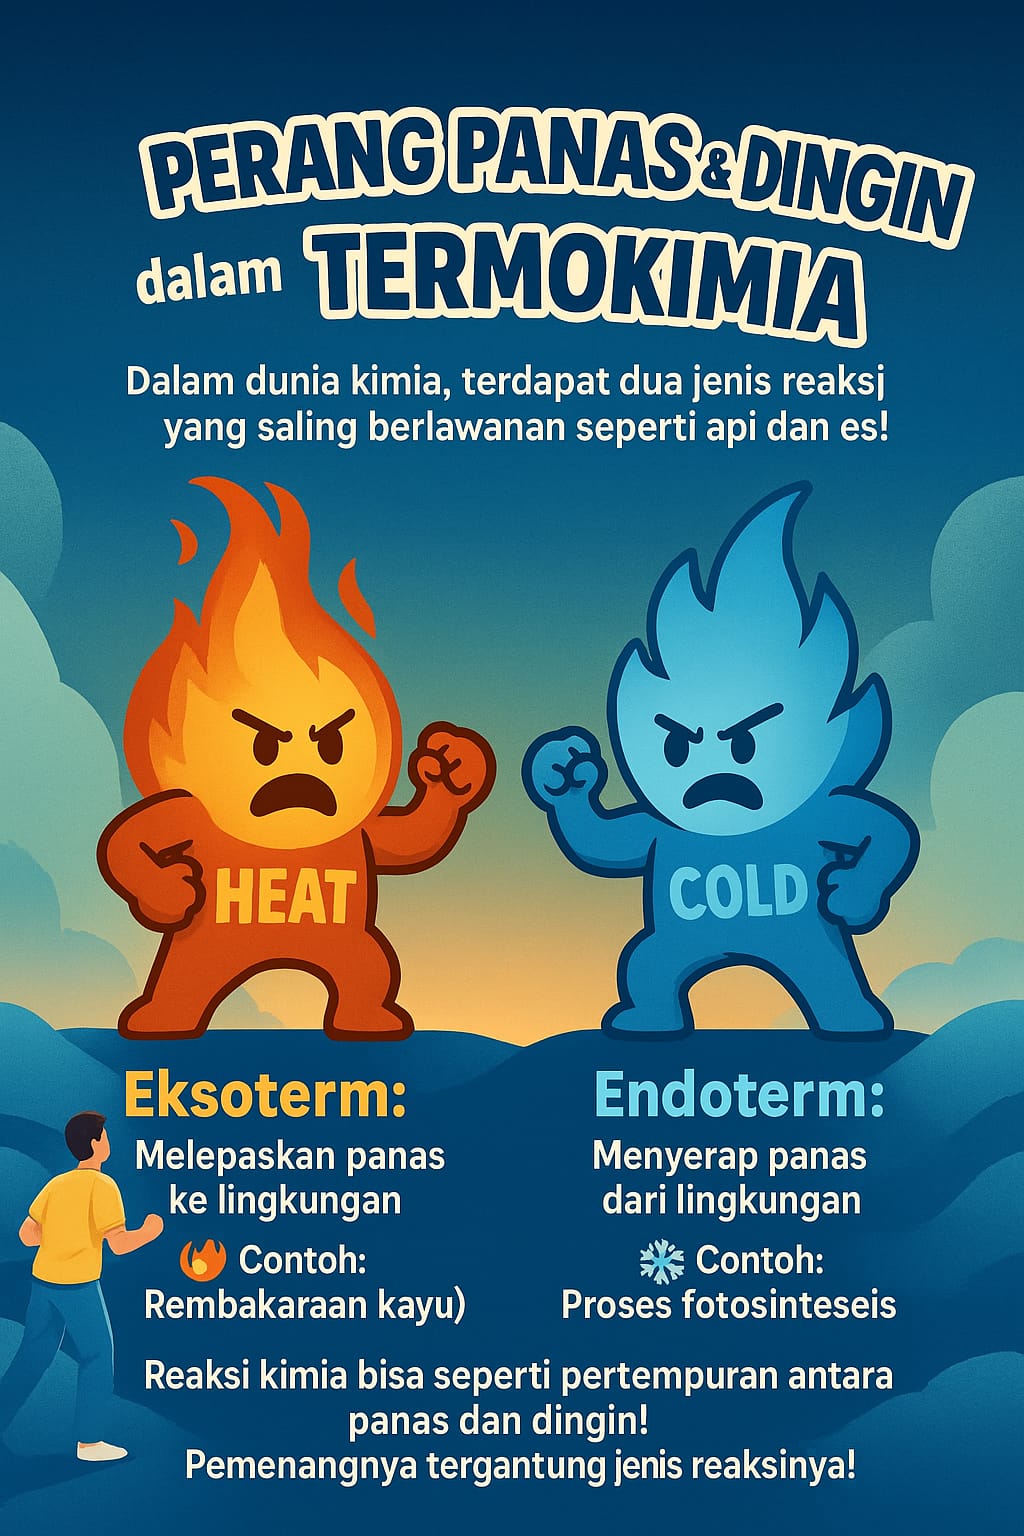 PERANG PANAS & DINGIN
dalam TERMOKIMIA
Dalam dunia kimia, terdapat dua jenis reaksj
yang saling berlawanan seperti api dan es!
HEAT
COLD
Eksoterm:
Melepaskan panas
ke lingkungan
Contoh:
Rembakaraan kayu)
Endoterm:
Menyerap panas
dari lingkungan
Contoh:
Proses fotosinteseis
Reaksi kimia bisa seperti pertempuran antara
panas dan dingin!
Pemenangnya tergantung jenis reaksinya!